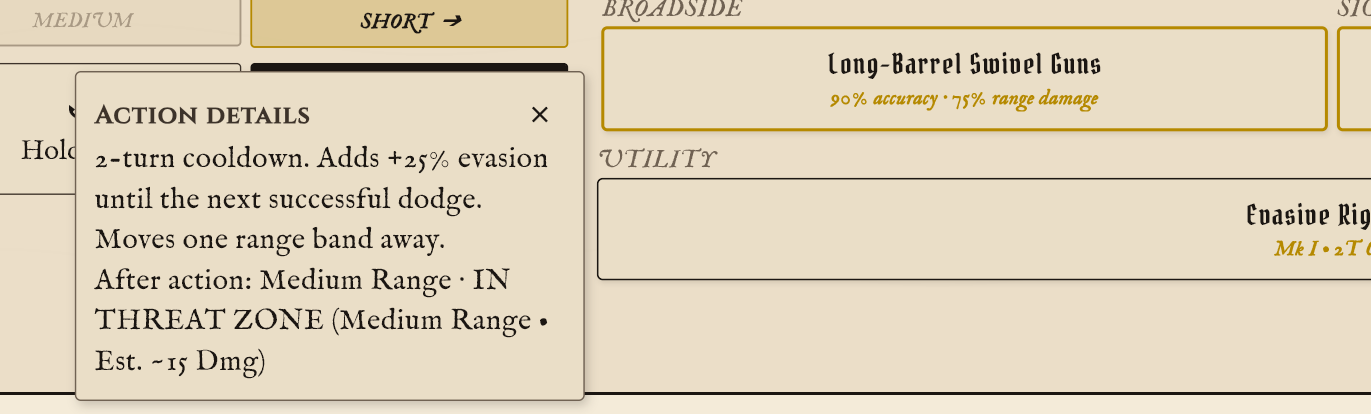 MEDIUM
SHORT →
BROADSIDE
Long-Barrel Swivel Guns
90% accuracy · 75% range damage
UTILITY
Mk I • 2T
Action details ×
2-turn cooldown. Adds +25% evasion
until the next successful dodge.
Moves one range band away.
After action: Medium Range · IN
THREAT ZONE (Medium Range •
Est. ~15 Dmg)
Evasive